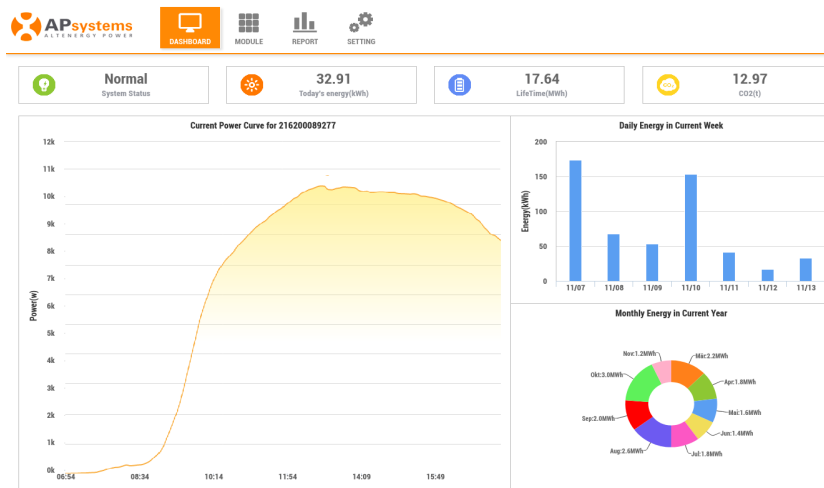 APsystems
ALTENERGY POWER
DASHBOARD
MODULE
REPORT
SETTING
Normal
System Status
32.91
Today's energy(kWh)
17.64
LifeTime(MWh)
CO₂
12.97
CO2(t)
Current Power Curve for 216200089277
12k
11k
10k
9k
8k
7k
6k
5k
4k
3k
2k
1k
0k
Power(w)
06:54
08:34
10:14
11:54
14:09
15:49
Daily Energy in Current Week
200
150
100
50
0
Energy(kWh)
11/07
11/08
11/09
11/10
11/11
11/12
11/13
Monthly Energy in Current Year
Nov:1.2MWh
Mär:2.2MWh
Okt:3.0MWh
Apr:1.8MWh
Sep:2.0MWh
Mai:1.6MWh
Jun:1.4MWh
Aug:2.6MWh
Jul:1.8MWh